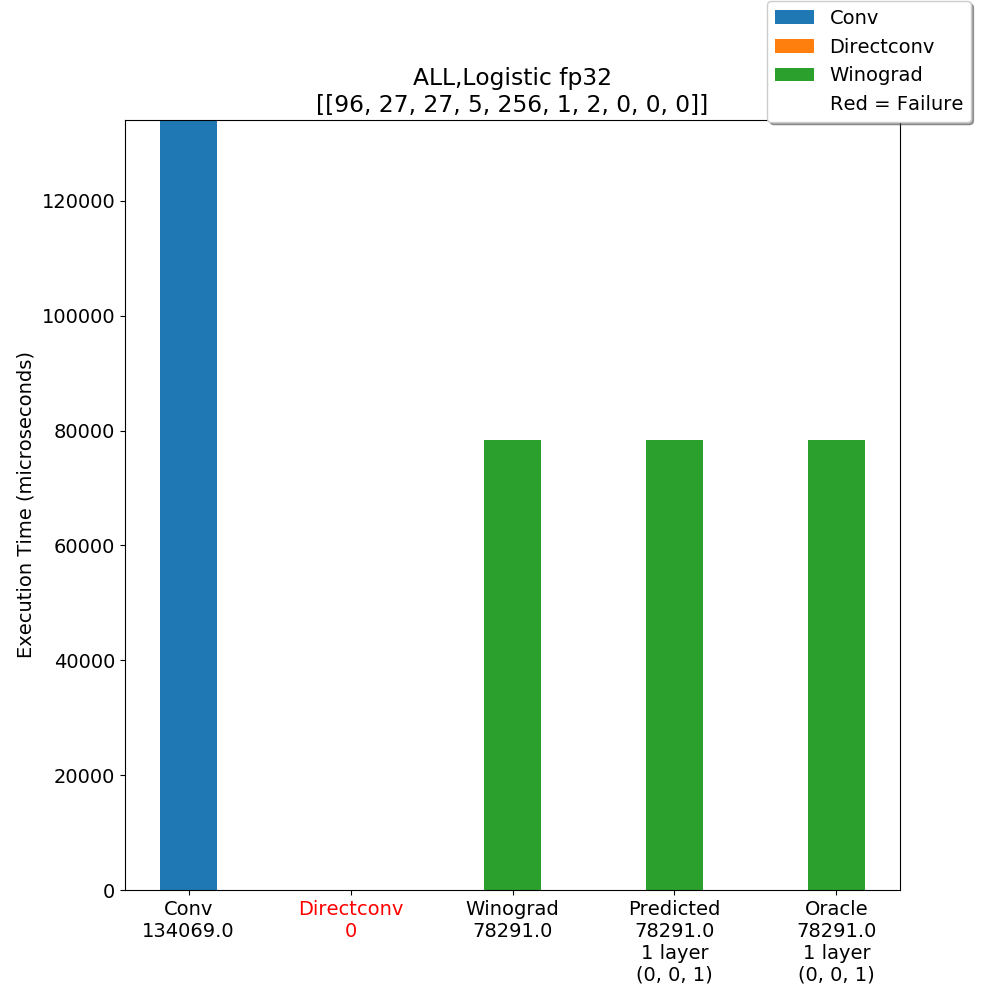 Conv
Directconv
Winograd
Red = Failure
ALL,Logistic fp32
[[96, 27, 27, 5, 256, 1, 2, 0, 0, 0]]
Execution Time (microseconds)
120000
100000
80000
60000
40000
20000
0
Conv
134069.0
Directconv
0
Winograd
78291.0
Predicted
78291.0
1 layer
(0, 0, 1)
Oracle
78291.0
1 layer
(0, 0, 1)